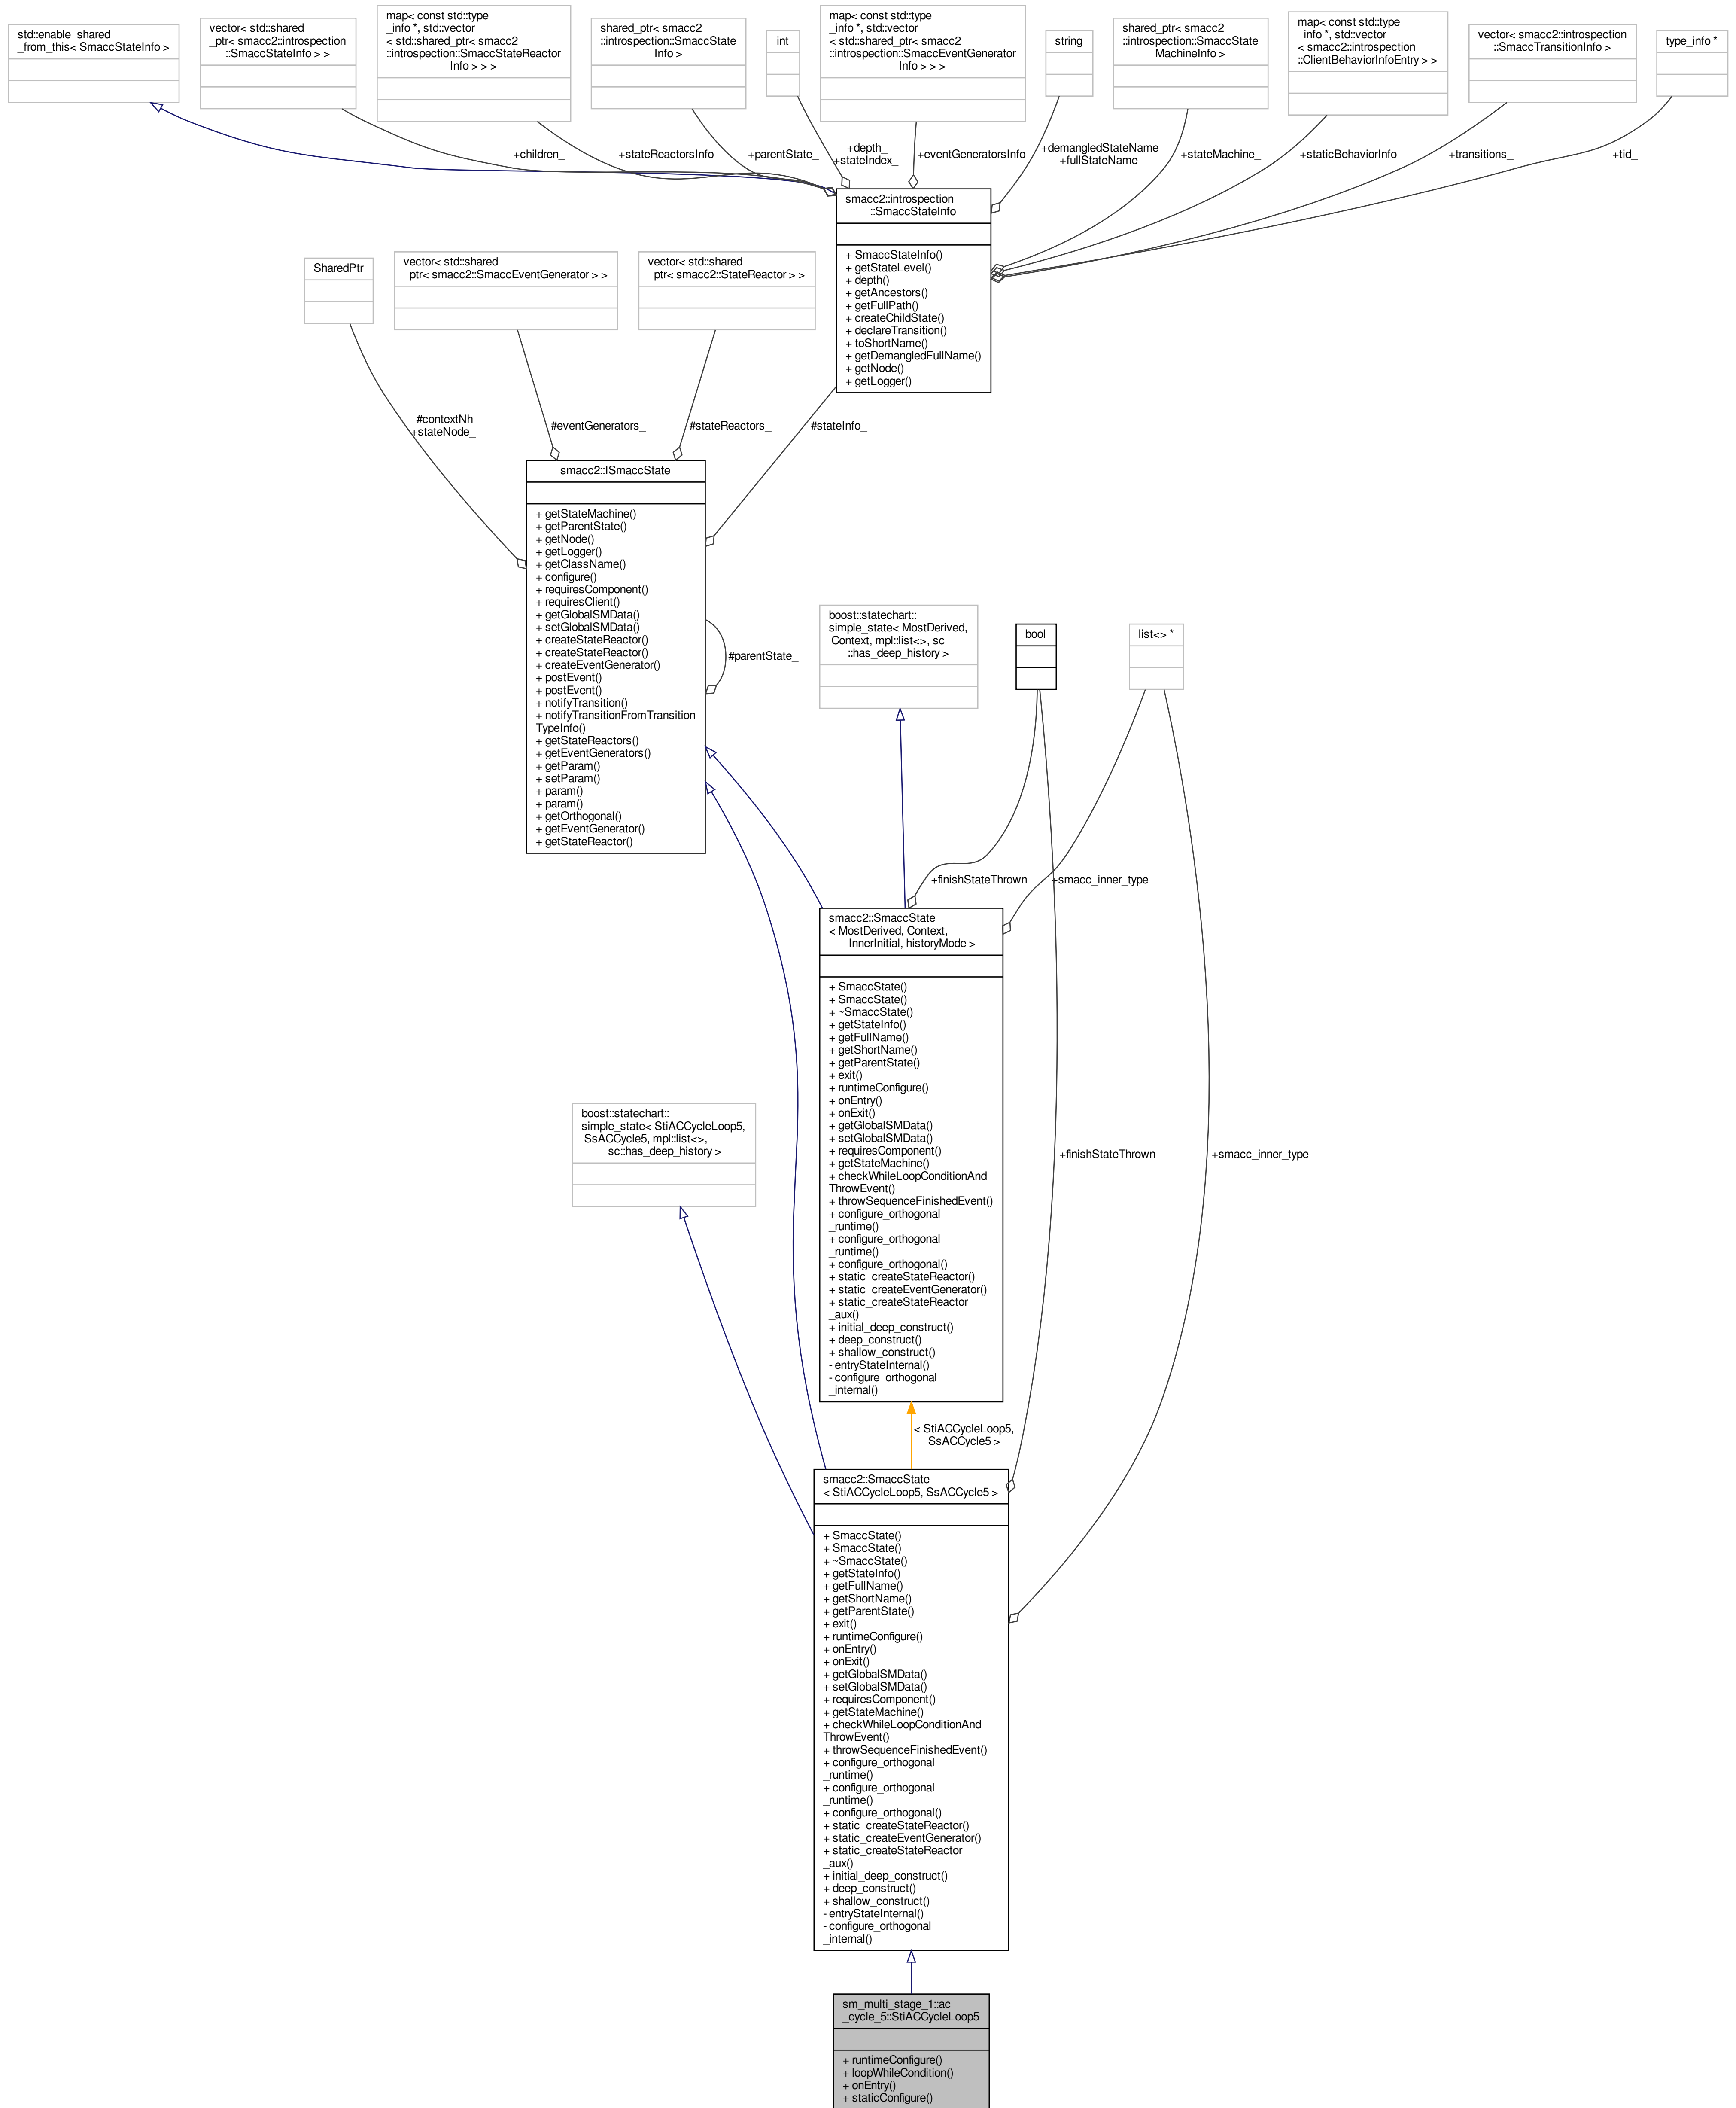 std::enable_shared
_from_this< SmaccStateInfo >
vector< std::shared
_ptr< smacc2::introspection
::SmaccStateInfo > >
map< const std::type
_info *, std::vector
< std::shared_ptr< smacc2
::introspection::SmaccStateReactor
Info > > >
shared_ptr< smacc2
::introspection::SmaccState
Info >
int
map< const std::type
_info *, std::vector
< std::shared_ptr< smacc2
::introspection::SmaccEventGenerator
Info > > >
string
shared_ptr< smacc2
::introspection::SmaccState
MachineInfo >
map< const std::type
_info *, std::vector
< smacc2::introspection
::ClientBehaviorInfoEntry > >
vector< smacc2::introspection
::SmaccTransitionInfo >
type_info *
+children_
+stateReactorsInfo
+parentState_
+depth_
+stateIndex_
+eventGeneratorsInfo
+demangledStateName
+fullStateName
+stateMachine_
+staticBehaviorInfo
+transitions_
+tid_
smacc2::introspection
::SmaccStateInfo
+ SmaccStateInfo()
+ getStateLevel()
+ depth()
+ getAncestors()
+ getFullPath()
+ createChildState()
+ declareTransition()
+ toShortName()
+ getDemangledFullName()
+ getNode()
+ getLogger()
SharedPtr
vector< std::shared
_ptr< smacc2::SmaccEventGenerator > >
vector< std::shared
_ptr< smacc2::StateReactor > >
#contextNh
+stateNode_
#eventGenerators_
#stateReactors_
#stateInfo_
smacc2::ISmaccState
+ getStateMachine()
+ getParentState()
+ getNode()
+ getLogger()
+ getClassName()
+ configure()
+ requiresComponent()
+ requiresClient()
+ getGlobalSMData()
+ setGlobalSMData()
+ createStateReactor()
+ createStateReactor()
+ createEventGenerator()
+ postEvent()
+ postEvent()
+ notifyTransition()
+ notifyTransitionFromTransition
TypeInfo()
+ getStateReactors()
+ getEventGenerators()
+ getParam()
+ setParam()
+ param()
+ param()
+ getOrthogonal()
+ getEventGenerator()
+ getStateReactor()
#parentState_
boost::statechart::
simple_state< MostDerived,
Context, mpl::list<>, sc
::has_deep_history >
bool
list<> *
+finishStateThrown
+smacc_inner_type
smacc2::SmaccState
< MostDerived, Context,
InnerInitial, historyMode >
+ SmaccState()
+ SmaccState()
+ ~SmaccState()
+ getStateInfo()
+ getFullName()
+ getShortName()
+ getParentState()
+ exit()
+ runtimeConfigure()
+ onEntry()
+ onExit()
+ getGlobalSMData()
+ setGlobalSMData()
+ requiresComponent()
+ getStateMachine()
+ checkWhileLoopConditionAnd
ThrowEvent()
+ throwSequenceFinishedEvent()
+ configure_orthogonal
_runtime()
+ configure_orthogonal
_runtime()
+ configure_orthogonal()
+ static_createStateReactor()
+ static_createEventGenerator()
+ static_createStateReactor
_aux()
+ initial_deep_construct()
+ deep_construct()
+ shallow_construct()
- entryStateInternal()
- configure_orthogonal
_internal()
boost::statechart::
simple_state< StiACCycleLoop5,
SsACCycle5, mpl::list<>,
sc::has_deep_history >
+finishStateThrown
+smacc_inner_type
< StiACCycleLoop5,
SsACCycle5 >
smacc2::SmaccState
< StiACCycleLoop5, SsACCycle5 >
+ SmaccState()
+ SmaccState()
+ ~SmaccState()
+ getStateInfo()
+ getFullName()
+ getShortName()
+ getParentState()
+ exit()
+ runtimeConfigure()
+ onEntry()
+ onExit()
+ getGlobalSMData()
+ setGlobalSMData()
+ requiresComponent()
+ getStateMachine()
+ checkWhileLoopConditionAnd
ThrowEvent()
+ throwSequenceFinishedEvent()
+ configure_orthogonal
_runtime()
+ configure_orthogonal
_runtime()
+ configure_orthogonal()
+ static_createStateReactor()
+ static_createEventGenerator()
+ static_createStateReactor
_aux()
+ initial_deep_construct()
+ deep_construct()
+ shallow_construct()
- entryStateInternal()
- configure_orthogonal
_internal()
sm_multi_stage_1::ac
_cycle_5::StiACCycleLoop5
+ runtimeConfigure()
+ loopWhileCondition()
+ onEntry()
+ staticConfigure()